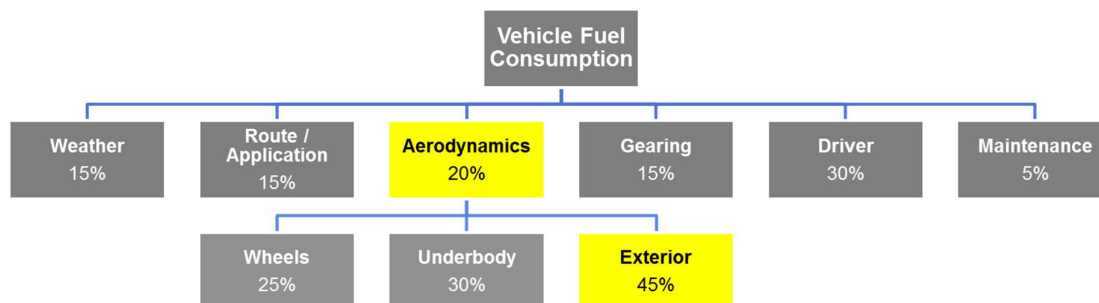 Vehicle Fuel
Consumption
Weather
15%
Route /
Application
15%
Aerodynamics
20%
Gearing
15%
Driver
30%
Maintenance
5%
Wheels
25%
Underbody
30%
Exterior
45%